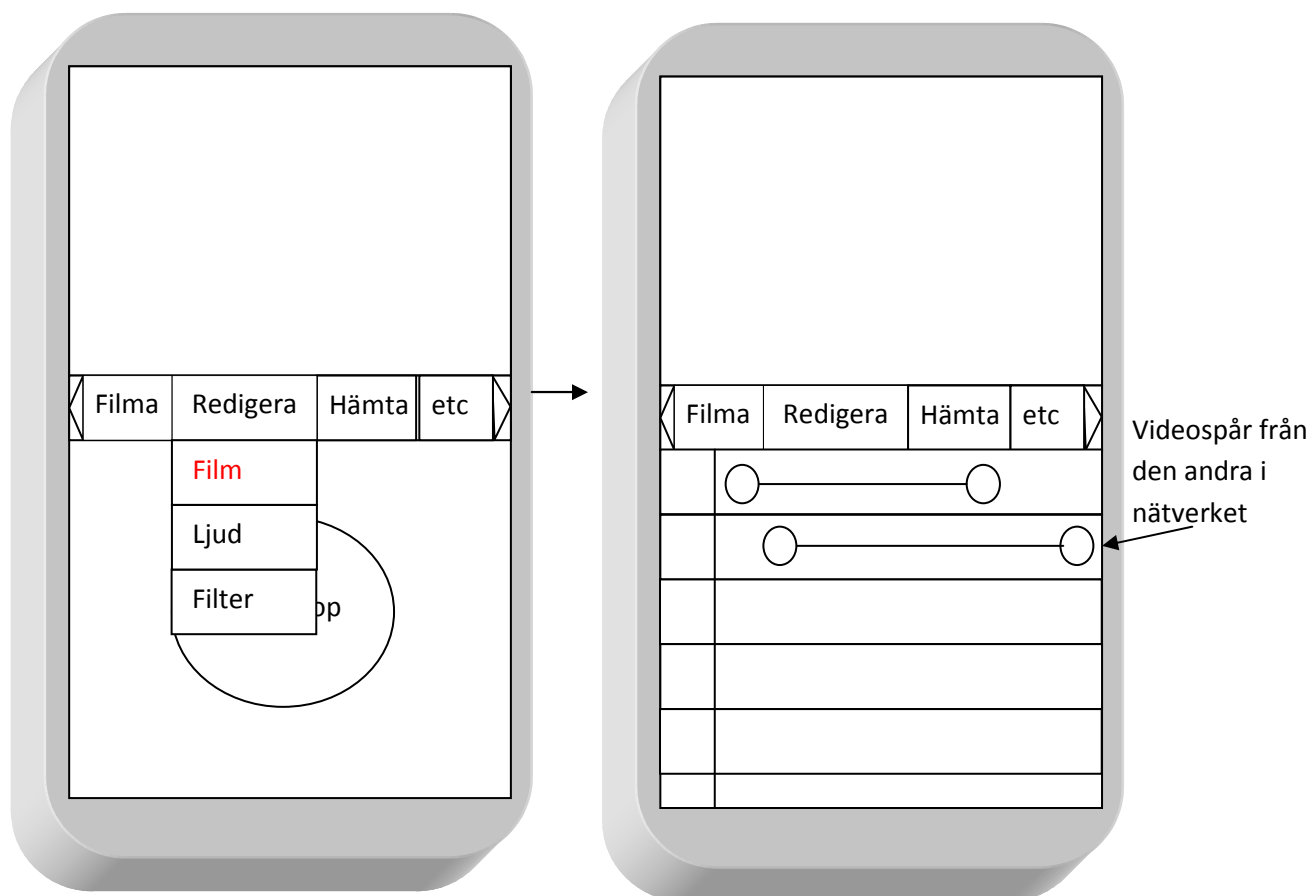 Filma Redigera Hämta etc
Film
Ljud
Filter
Filma Redigera Hämta etc
Videospår från
den andra i
nätverket